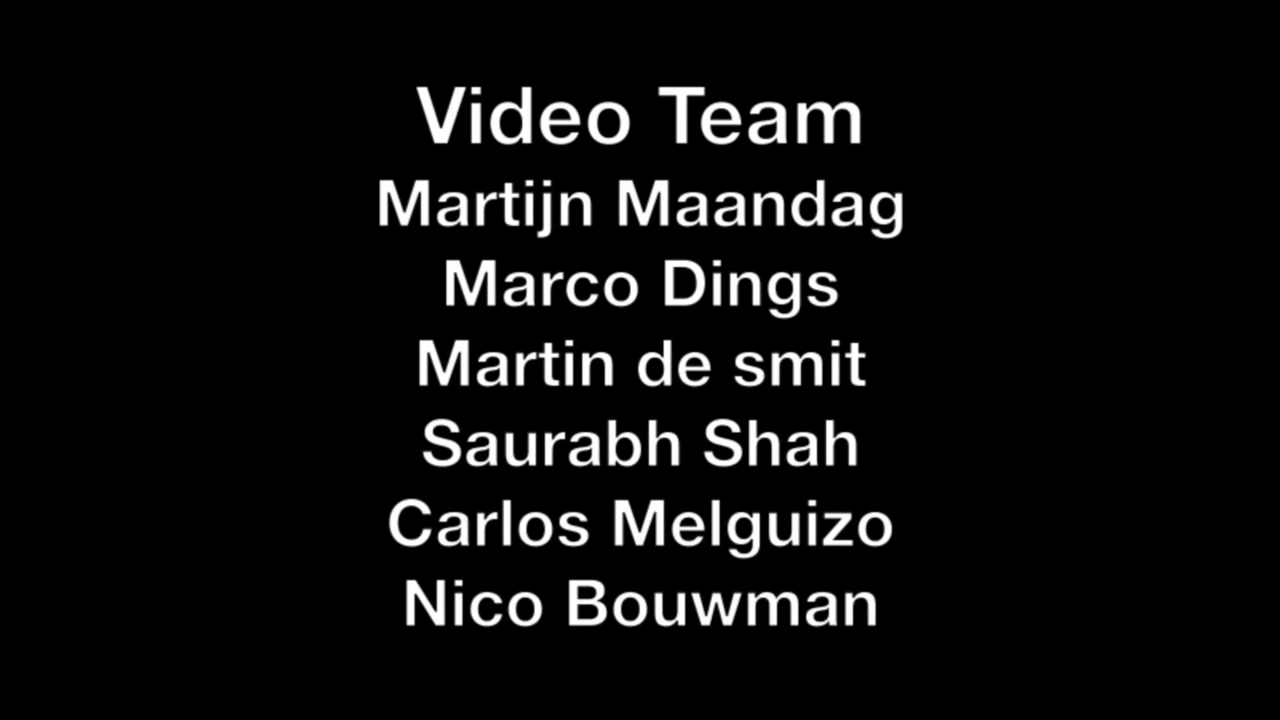 Video Team
Martijn Maandag
Marco Dings
Martin de smit
Saurabh Shah
Carlos Melguizo
Nico Bouwman